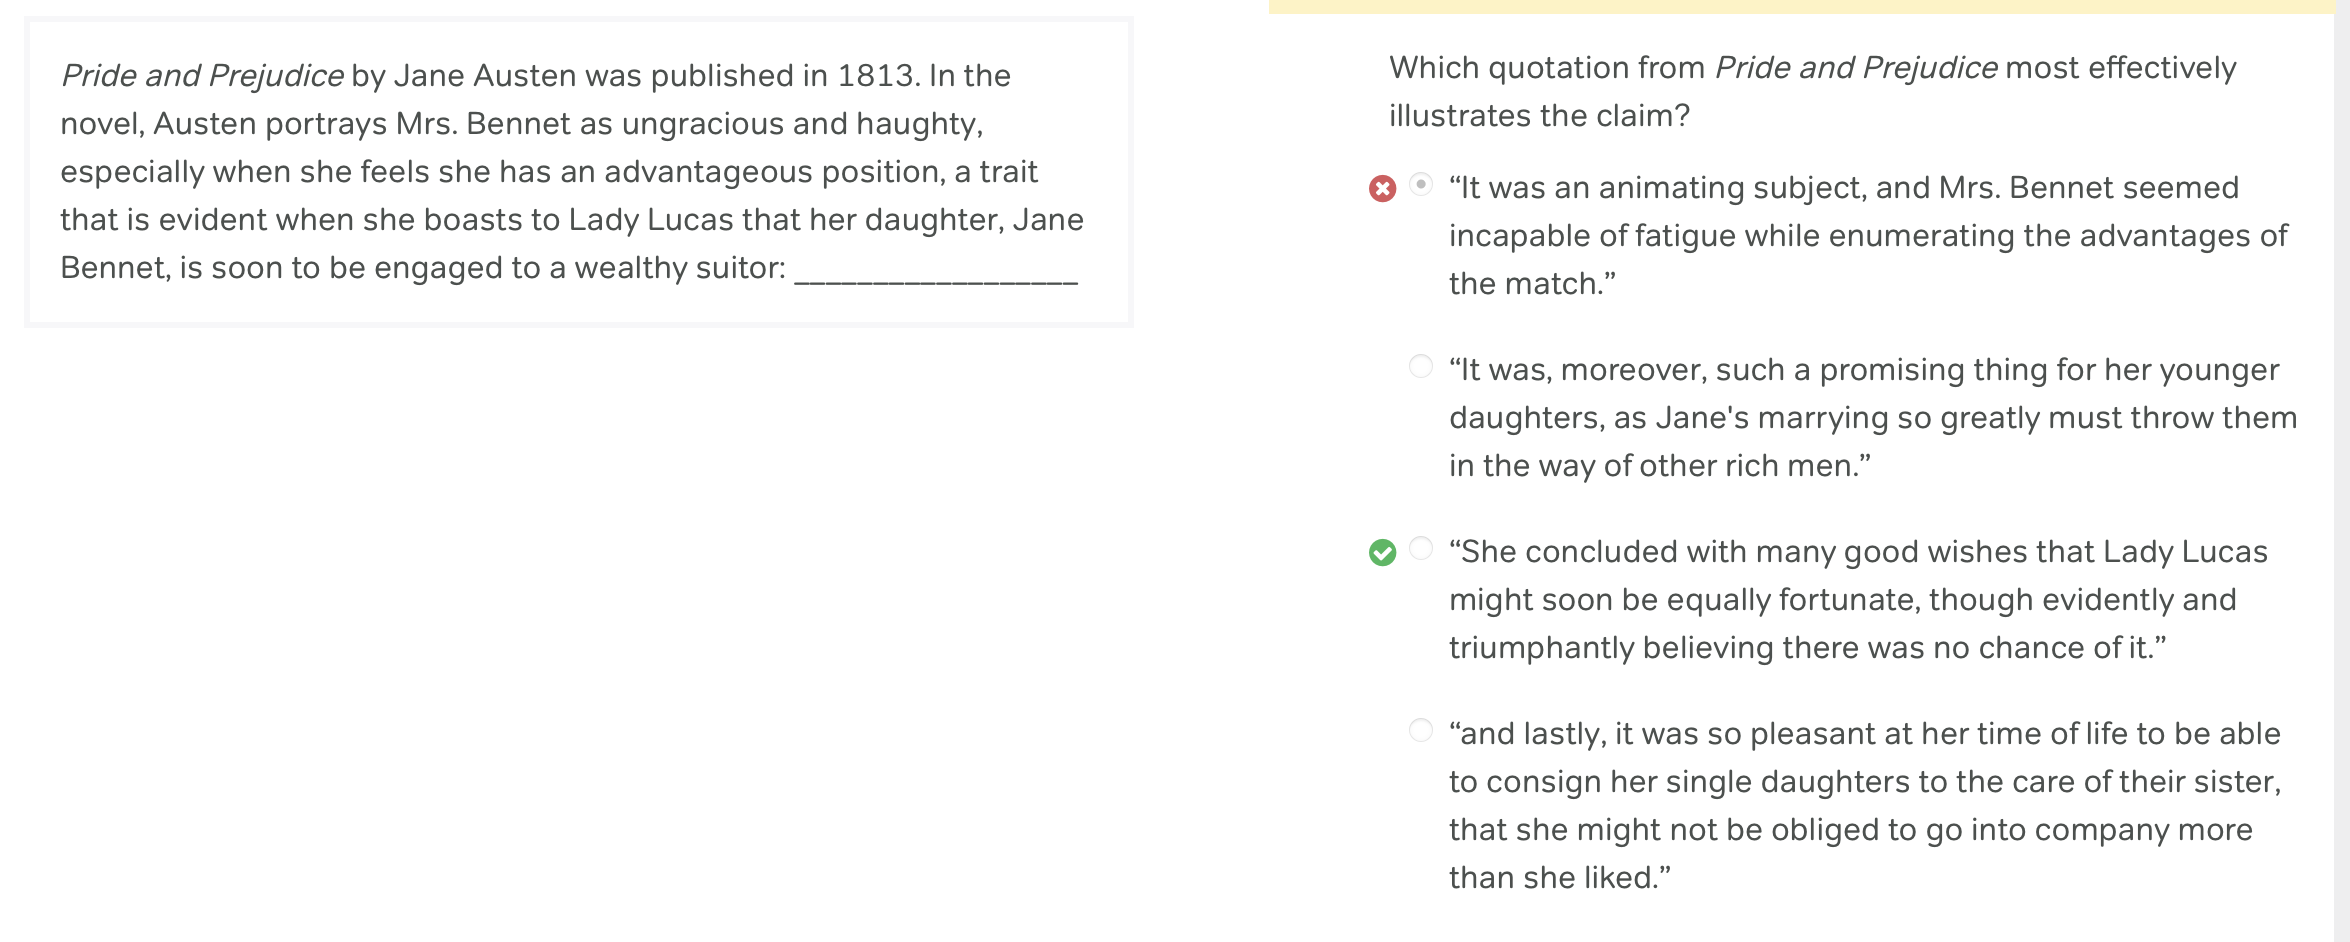 Pride and Prejudice by Jane Austen was published in 1813. In the
novel, Austen portrays Mrs. Bennet as ungracious and haughty,
especially when she feels she has an advantageous position, a trait
that is evident when she boasts to Lady Lucas that her daughter, Jane
Bennet, is soon to be engaged to a wealthy suitor: __________________
Which quotation from Pride and Prejudice most effectively
illustrates the claim?
“It was an animating subject, and Mrs. Bennet seemed
incapable of fatigue while enumerating the advantages of
the match.”
“It was, moreover, such a promising thing for her younger
daughters, as Jane's marrying so greatly must throw them
in the way of other rich men.”
“She concluded with many good wishes that Lady Lucas
might soon be equally fortunate, though evidently and
triumphantly believing there was no chance of it.”
“and lastly, it was so pleasant at her time of life to be able
to consign her single daughters to the care of their sister,
that she might not be obliged to go into company more
than she liked.”